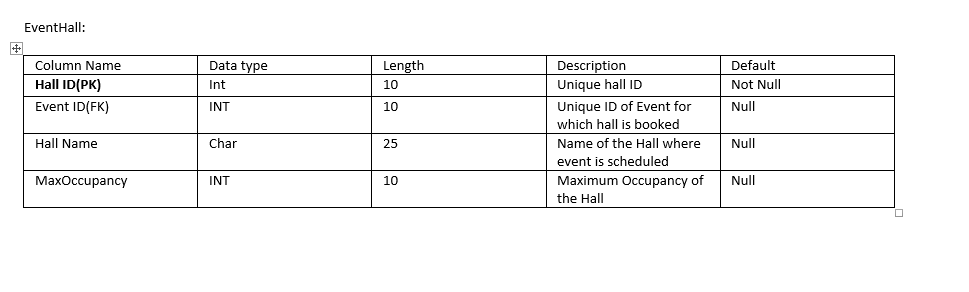 EventHall:
Column Name Data type Length Description Default
Hall ID(PK) Int 10 Unique hall ID Not Null
Event ID(FK) INT 10 Unique ID of Event for Null
which hall is booked
Hall Name Char 25 Name of the Hall where Null
event is scheduled
MaxOccupancy INT 10 Maximum Occupancy of Null
the Hall